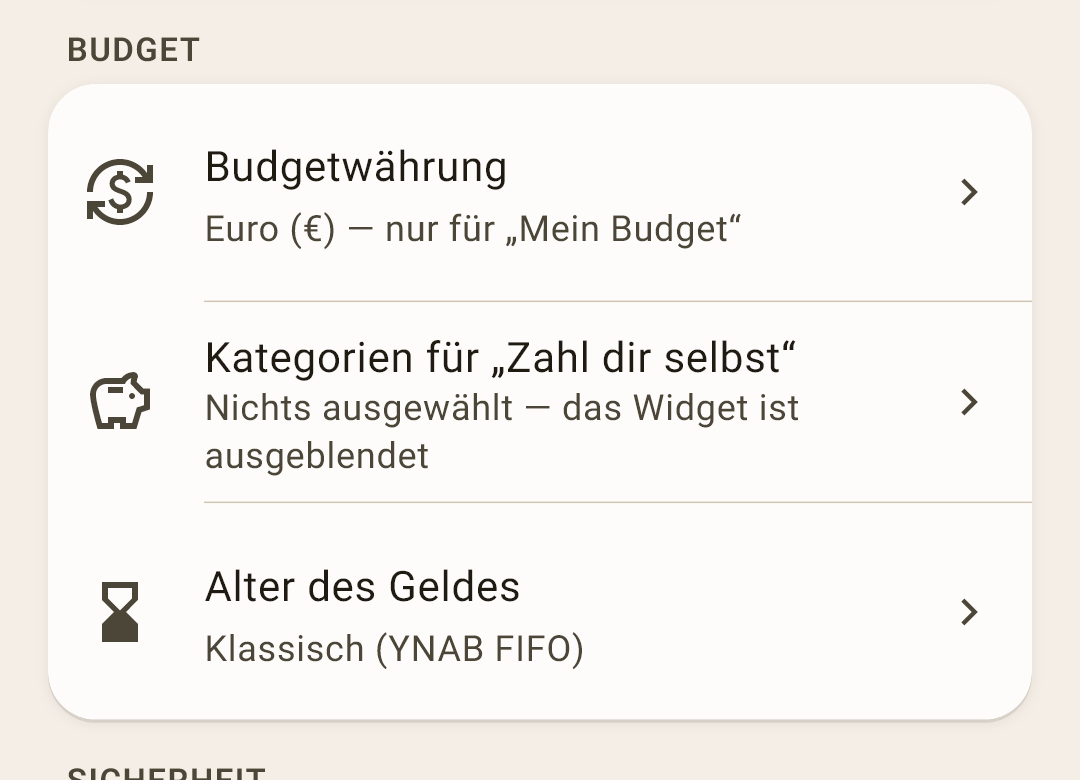 BUDGET
Budgetwährung
Euro (€) — nur für „Mein Budget“
Kategorien für „Zahl dir selbst“
Nichts ausgewählt — das Widget ist
ausgeblendet
Alter des Geldes
Klassisch (YNAB FIFO)
SICHERHEIT